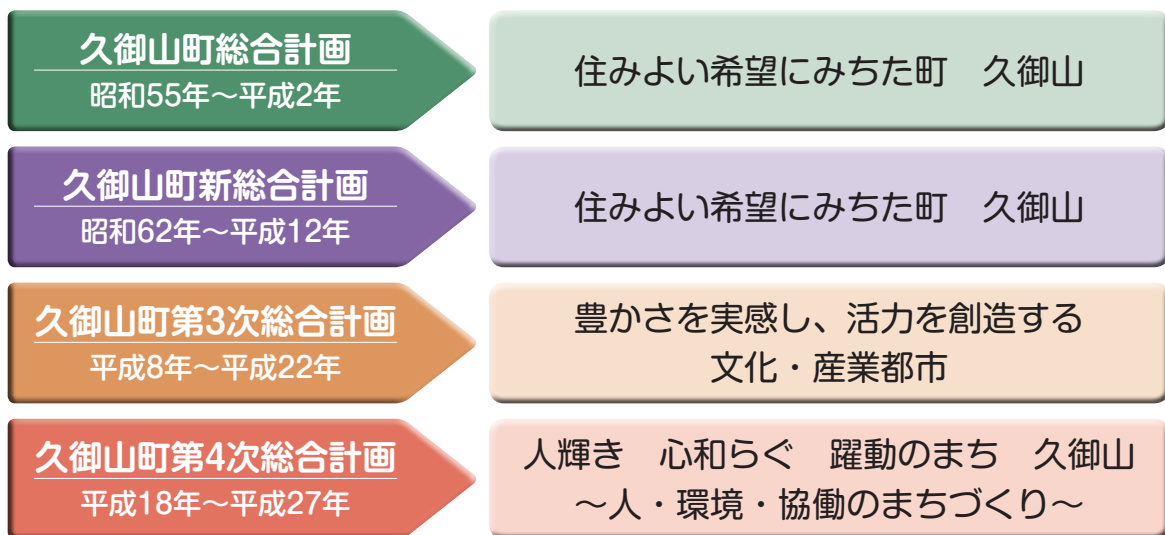 久御山町総合計画
昭和55年～平成2年
住みよい希望にみちた町　久御山
久御山町新総合計画
昭和62年～平成12年
住みよい希望にみちた町　久御山
久御山町第3次総合計画
平成8年～平成22年
豊かさを実感し、活力を創造する
文化・産業都市
久御山町第4次総合計画
平成18年～平成27年
人輝き　心和らぐ　躍動のまち　久御山
～人・環境・協働のまちづくり～